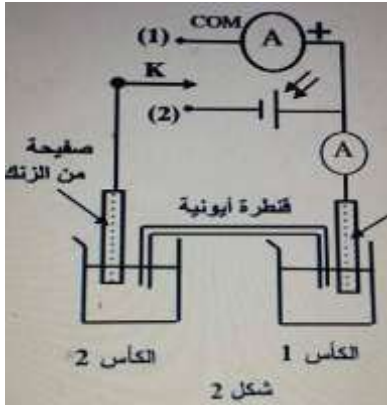 COM
A
+
(1)
K
(2)
A
صفيحة
من الزنك
قنطرة أيونية
الكأس 1
الكأس 2
شكل 2